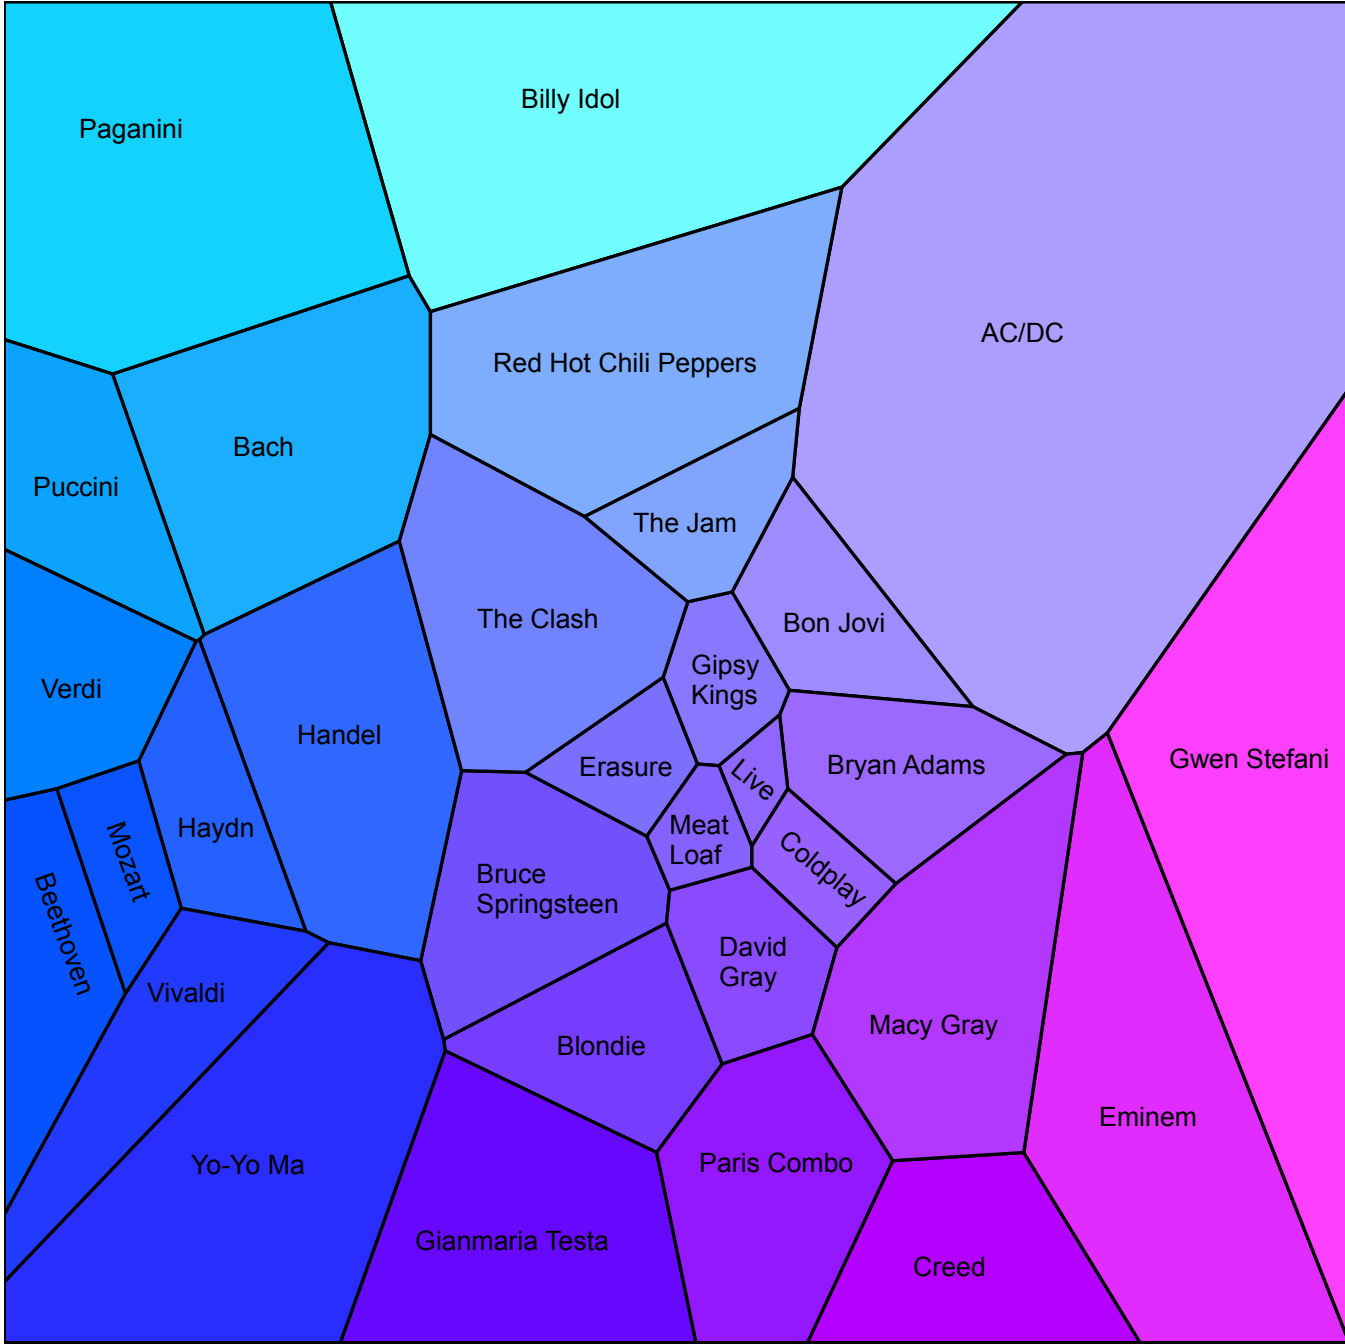 Billy Idol
Paganini
AC/DC
Red Hot Chili Peppers
Bach
Puccini
The Jam
The Clash
Bon Jovi
Gipsy
Kings
Verdi
Handel
Erasure
Live
Bryan Adams
Gwen Stefani
Haydn
Mozart
Meat
Loaf
Coldplay
Bruce
Springsteen
Beethoven
David
Gray
Vivaldi
Macy Gray
Blondie
Eminem
Yo-Yo Ma
Paris Combo
Gianmaria Testa
Creed